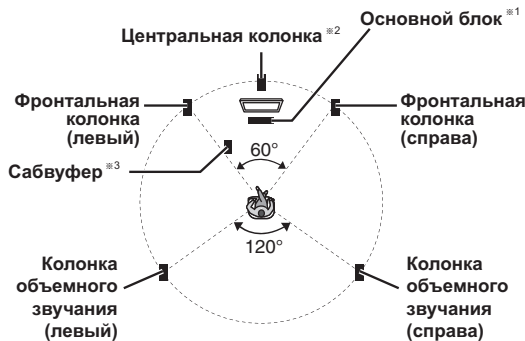 Основной блок ※1
Центральная колонка ※2
Фронтальная
колонка
(левый)
Фронтальная
колонка
(справа)
Сабвуфер ※3
60°
120°
Колонка
объемного
звучания
(левый)
Колонка
объемного
звучания
(справа)